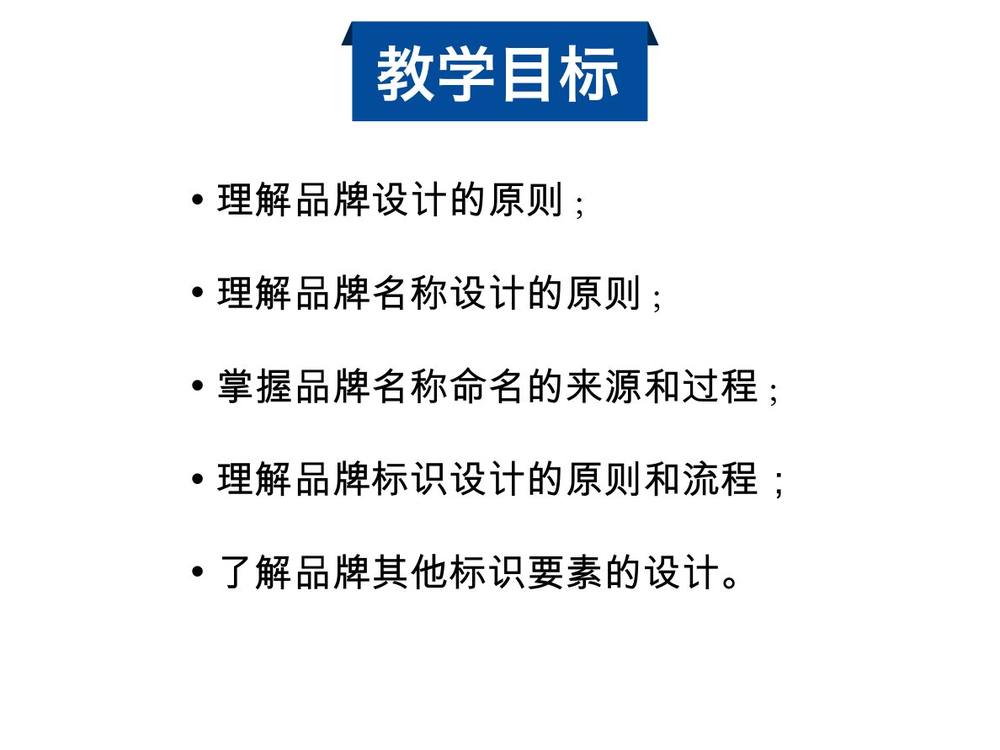 教学目标
• 理解品牌设计的原则；
• 理解品牌名称设计的原则；
• 掌握品牌名称命名的来源和过程；
• 理解品牌标识设计的原则和流程；
• 了解品牌其他标识要素的设计。